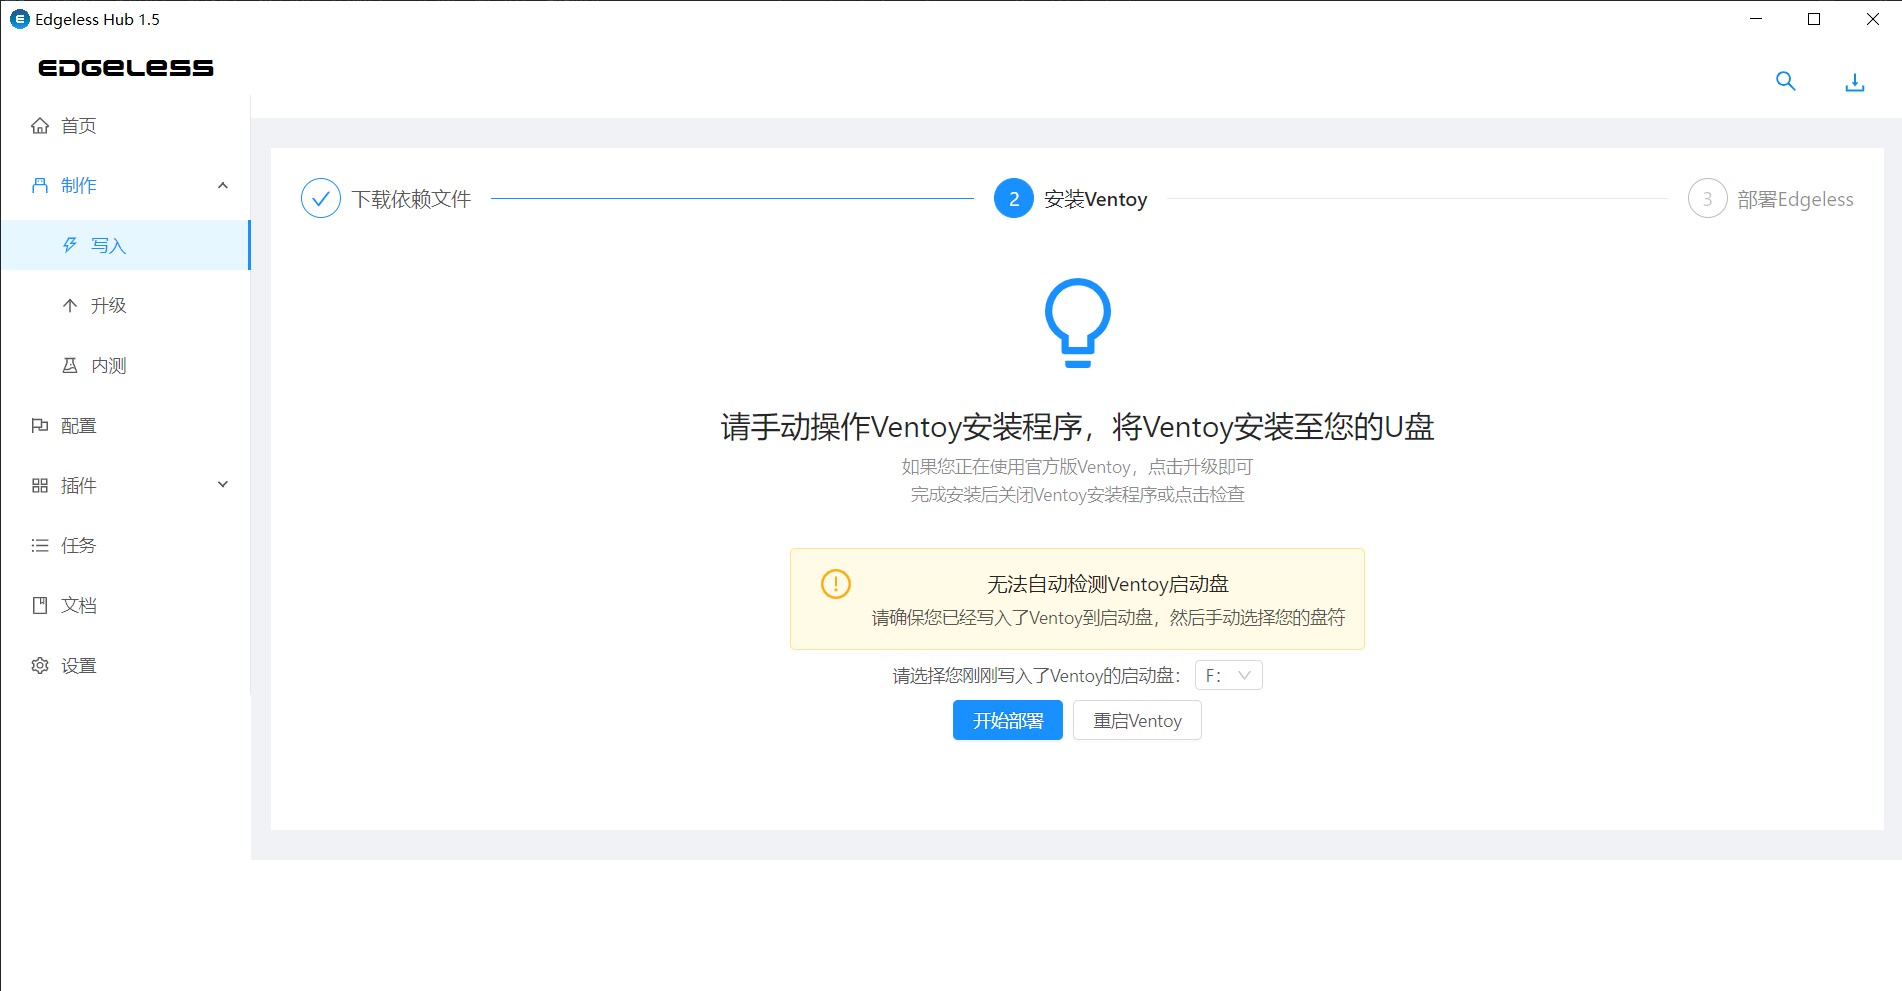 Edgeless Hub 1.5
EDGELESS
首页
制作
写入
升级
内测
配置
插件
任务
文档
设置
下载依赖文件
2 安装Ventoy
3 部署Edgeless
请手动操作Ventoy安装程序，将Ventoy安装至您的U盘
如果您正在使用官方版Ventoy，点击升级即可
完成安装后关闭Ventoy安装程序或点击检查
无法自动检测Ventoy启动盘
请确保您已经写入了Ventoy到启动盘，然后手动选择您的盘符
请选择您刚刚写入了Ventoy的启动盘： F:
开始部署 重启Ventoy